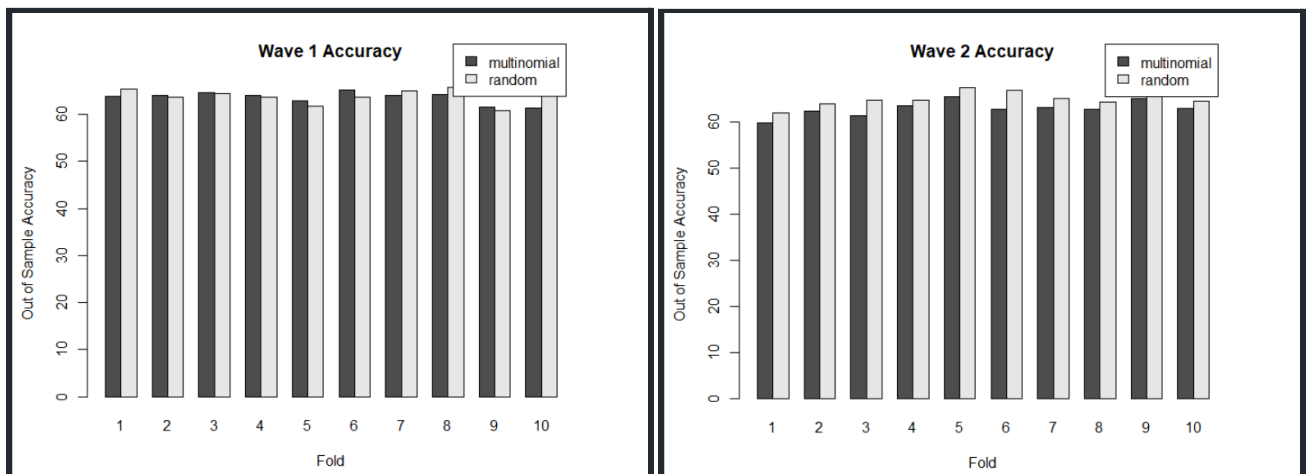 Wave 1 Accuracy
multinomial
random
Out of Sample Accuracy
60
50
40
30
20
10
0
1 2 3 4 5 6 7 8 9 10
Fold
Wave 2 Accuracy
multinomial
random
Out of Sample Accuracy
60
50
40
30
20
10
0
1 2 3 4 5 6 7 8 9 10
Fold